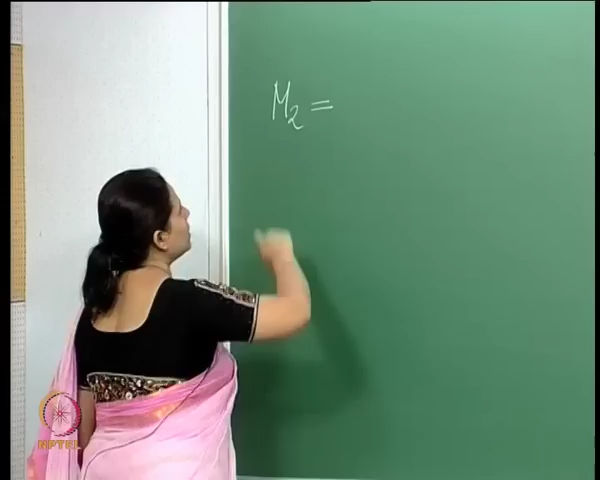 M₂ =
NPTEL